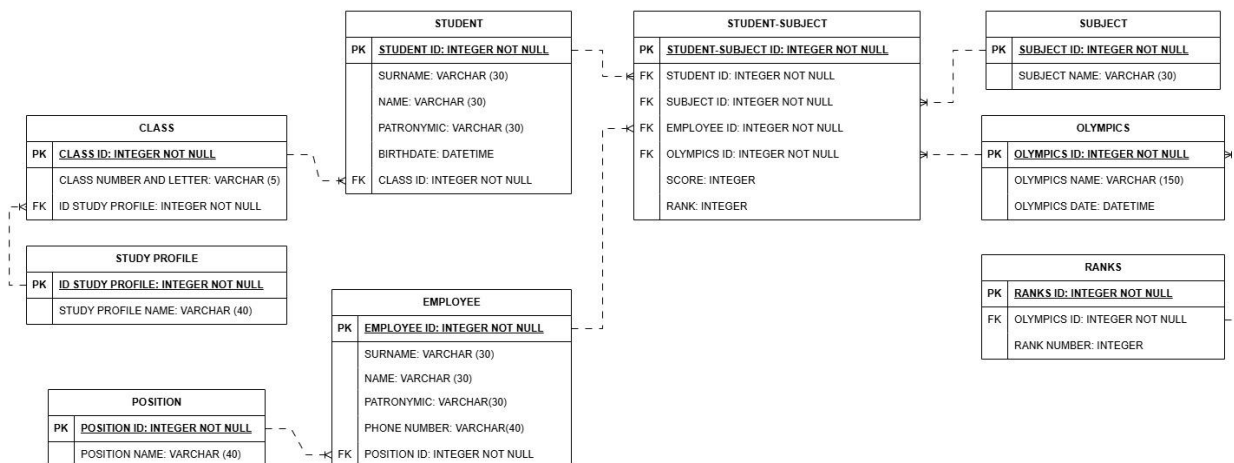 STUDENT
PK STUDENT ID: INTEGER NOT NULL
SURNAME: VARCHAR (30)
NAME: VARCHAR (30)
PATRONYMIC: VARCHAR (30)
BIRTHDATE: DATETIME
FK CLASS ID: INTEGER NOT NULL
STUDENT-SUBJECT
PK STUDENT-SUBJECT ID: INTEGER NOT NULL
FK STUDENT ID: INTEGER NOT NULL
FK SUBJECT ID: INTEGER NOT NULL
FK EMPLOYEE ID: INTEGER NOT NULL
FK OLYMPICS ID: INTEGER NOT NULL
SCORE: INTEGER
RANK: INTEGER
SUBJECT
PK SUBJECT ID: INTEGER NOT NULL
SUBJECT NAME: VARCHAR (30)
CLASS
PK CLASS ID: INTEGER NOT NULL
CLASS NUMBER AND LETTER: VARCHAR (5)
FK ID STUDY PROFILE: INTEGER NOT NULL
OLYMPICS
PK OLYMPICS ID: INTEGER NOT NULL
OLYMPICS NAME: VARCHAR (150)
OLYMPICS DATE: DATETIME
STUDY PROFILE
PK ID STUDY PROFILE: INTEGER NOT NULL
STUDY PROFILE NAME: VARCHAR (40)
RANKS
PK RANKS ID: INTEGER NOT NULL
FK OLYMPICS ID: INTEGER NOT NULL
RANK NUMBER: INTEGER
EMPLOYEE
PK EMPLOYEE ID: INTEGER NOT NULL
SURNAME: VARCHAR (30)
NAME: VARCHAR (30)
PATRONYMIC: VARCHAR(30)
PHONE NUMBER: VARCHAR(40)
FK POSITION ID: INTEGER NOT NULL
POSITION
PK POSITION ID: INTEGER NOT NULL
POSITION NAME: VARCHAR (40)